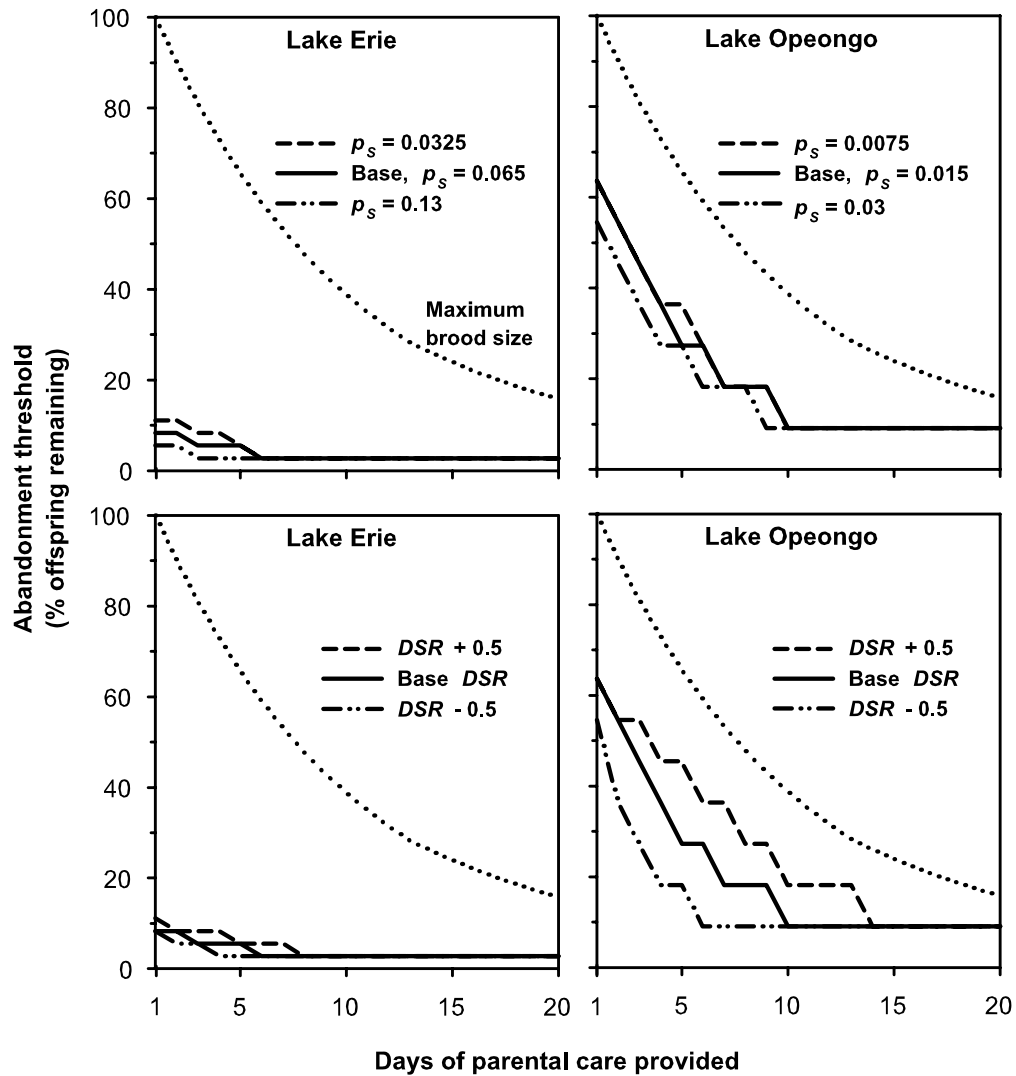 Lake Erie
Lake Opeongo
100
80
60
40
20
0
p_S = 0.0325
Base, p_S = 0.065
p_S = 0.13
Maximum
brood size
p_S = 0.0075
Base, p_S = 0.015
p_S = 0.03
Abandonment threshold
(% offspring remaining)
Lake Erie
Lake Opeongo
100
80
60
40
20
0
DSR + 0.5
Base DSR
DSR - 0.5
DSR + 0.5
Base DSR
DSR - 0.5
1 5 10 15 20
1 5 10 15 20
Days of parental care provided